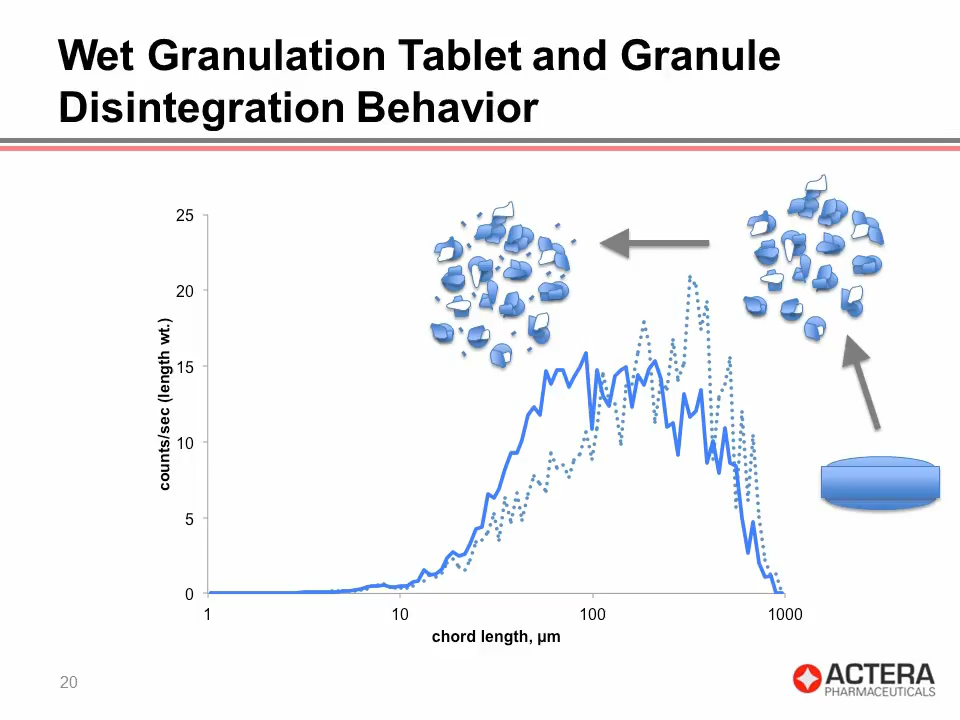 Wet Granulation Tablet and Granule
Disintegration Behavior
25
20
15
10
5
0
counts/sec (length wt.)
1
10
100
1000
chord length, µm
20
ACTERA
PHARMACEUTICALS